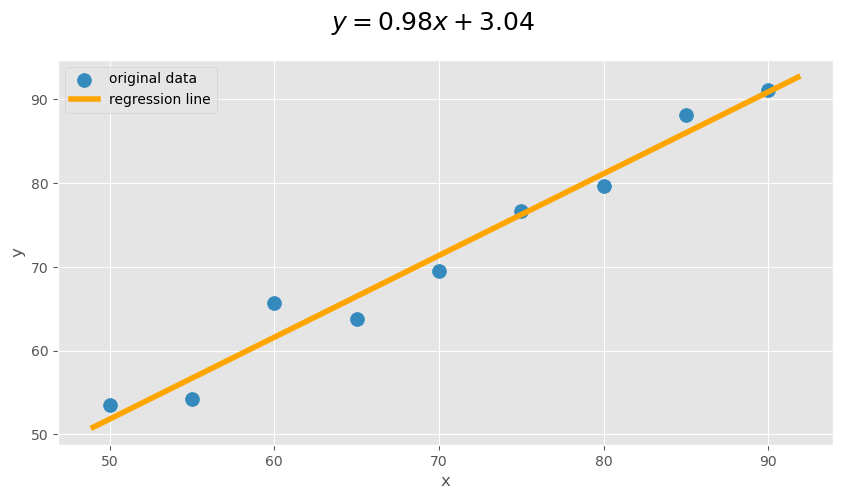 y = 0.98x + 3.04
original data
regression line
90
80
70
60
50
y
50 60 70 80 90
x